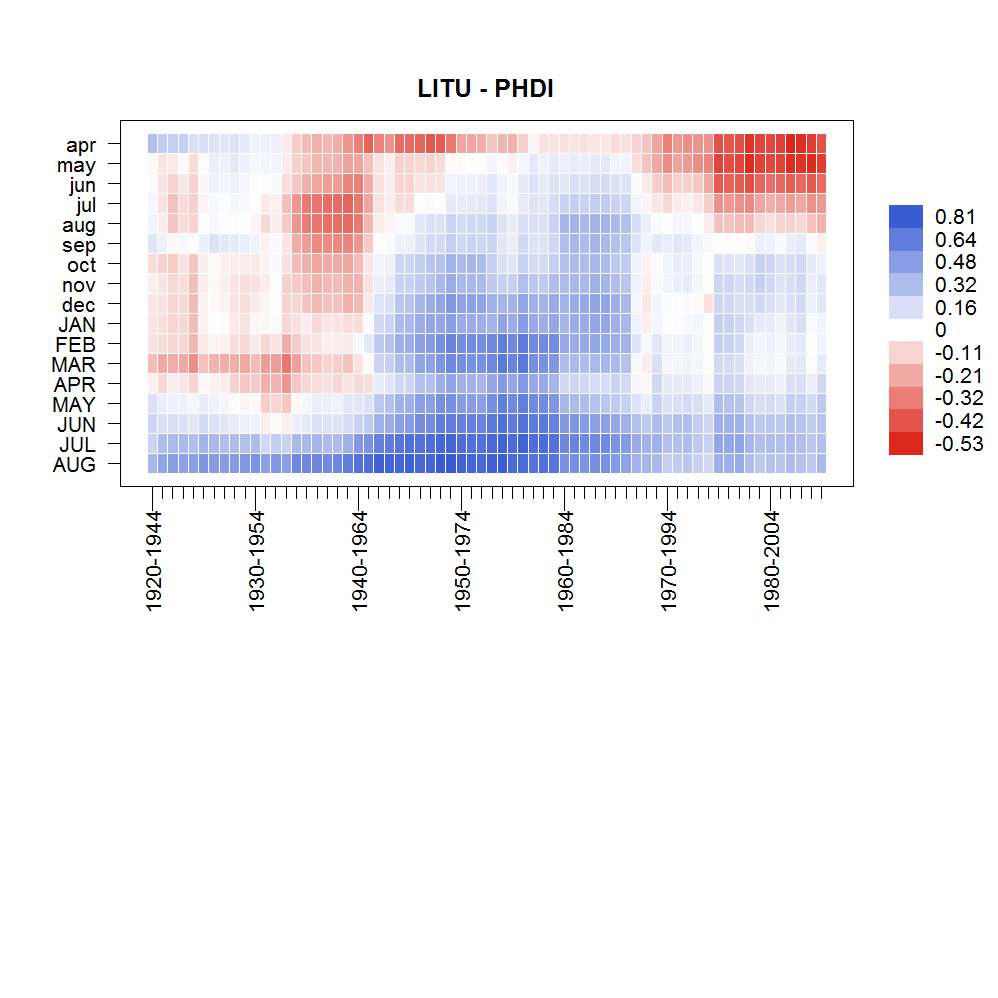 LITU - PHDI
apr
may
jun
jul
aug
sep
oct
nov
dec
JAN
FEB
MAR
APR
MAY
JUN
JUL
AUG
1920-1944
1930-1954
1940-1964
1950-1974
1960-1984
1970-1994
1980-2004
0.81
0.64
0.48
0.32
0.16
0
-0.11
-0.21
-0.32
-0.42
-0.53